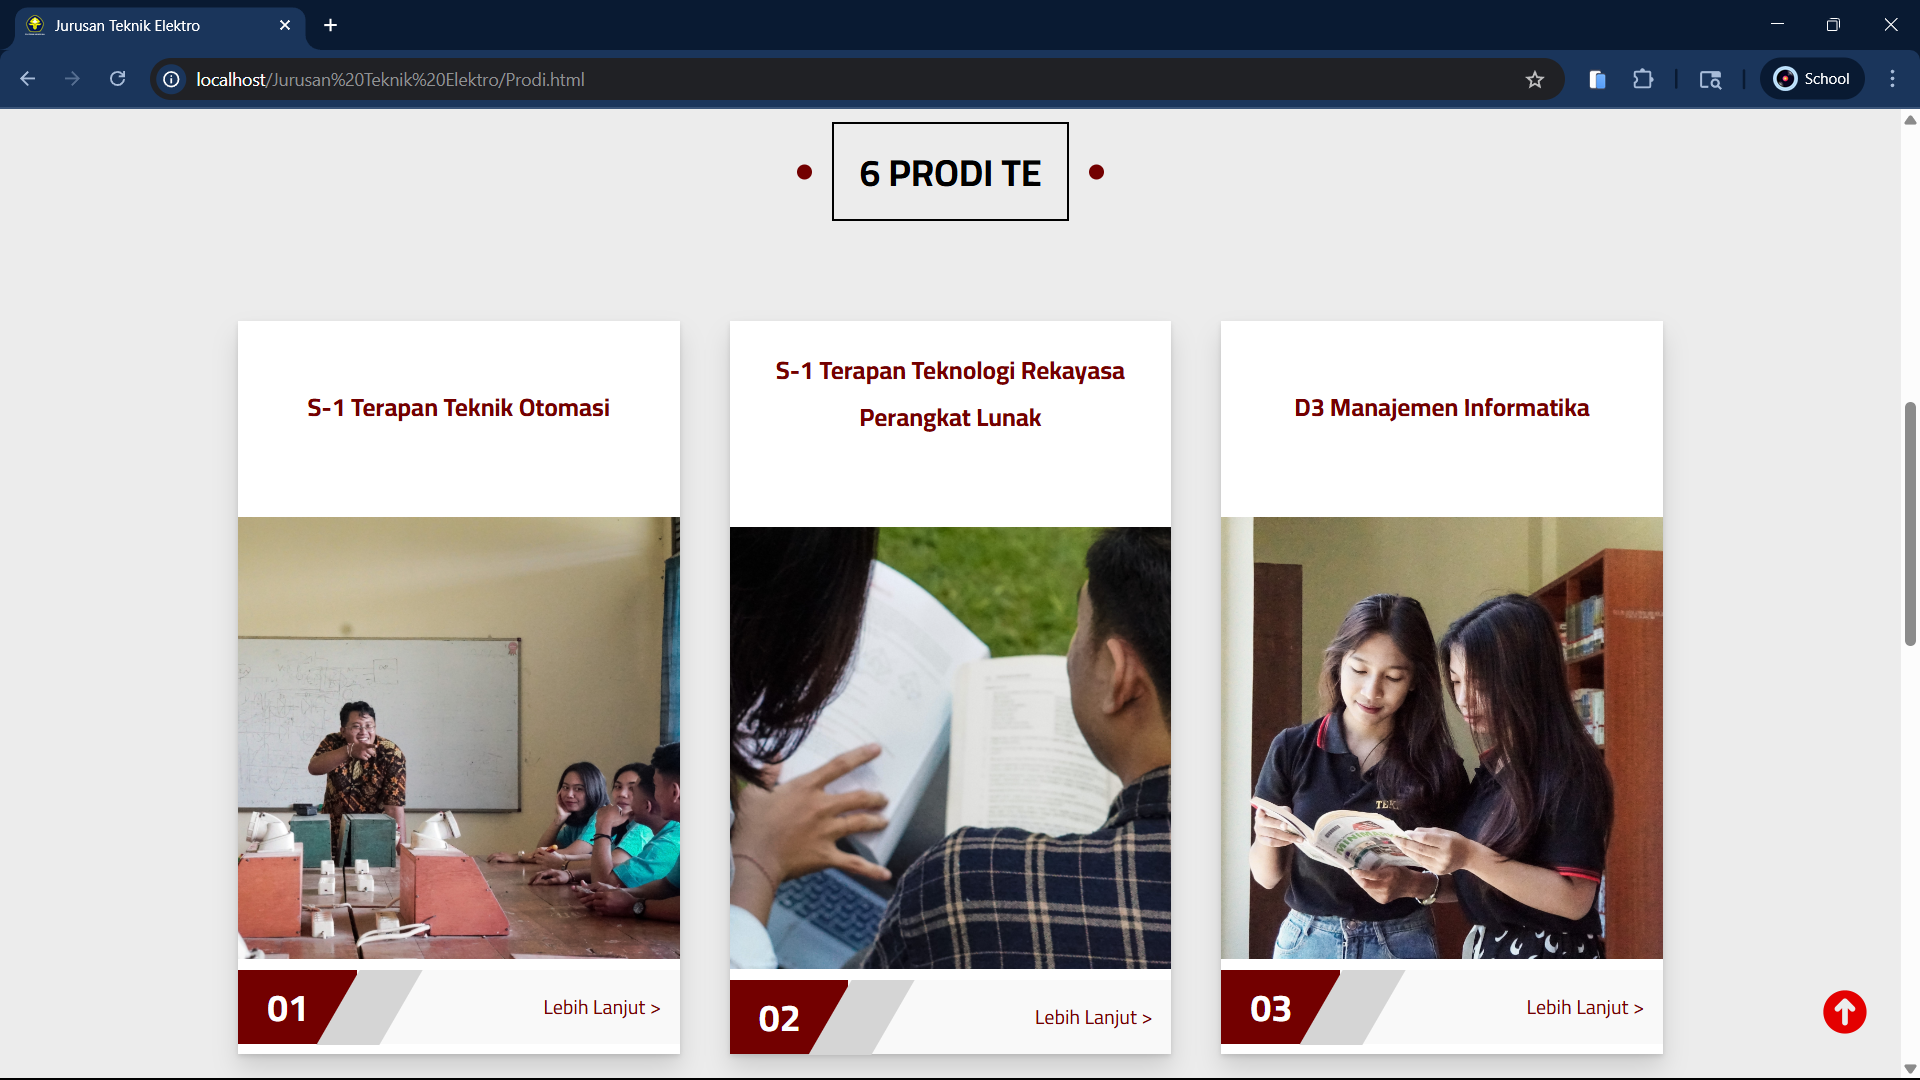 Jurusan Teknik Elektro
localhost/Jurusan%20Teknik%20Elektro/Prodi.html
School
6 PRODI TE
S-1 Terapan Teknik Otomasi
S-1 Terapan Teknologi Rekayasa
Perangkat Lunak
D3 Manajemen Informatika
01
Lebih Lanjut >
02
Lebih Lanjut >
03
Lebih Lanjut >